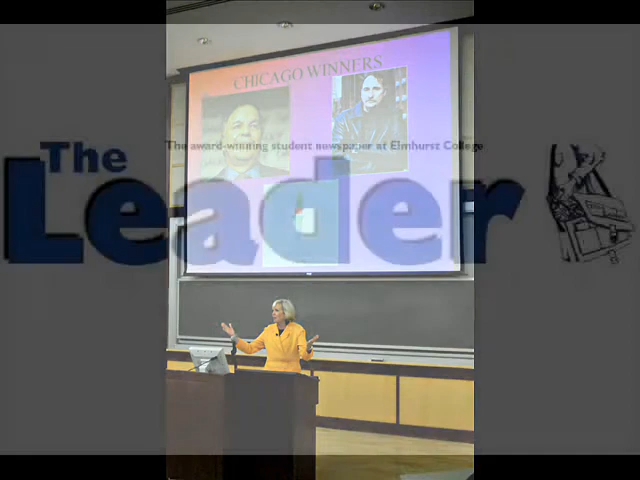 CHICAGO WINNERS
The award-winning student newspaper at Elmhurst College
The
Leader